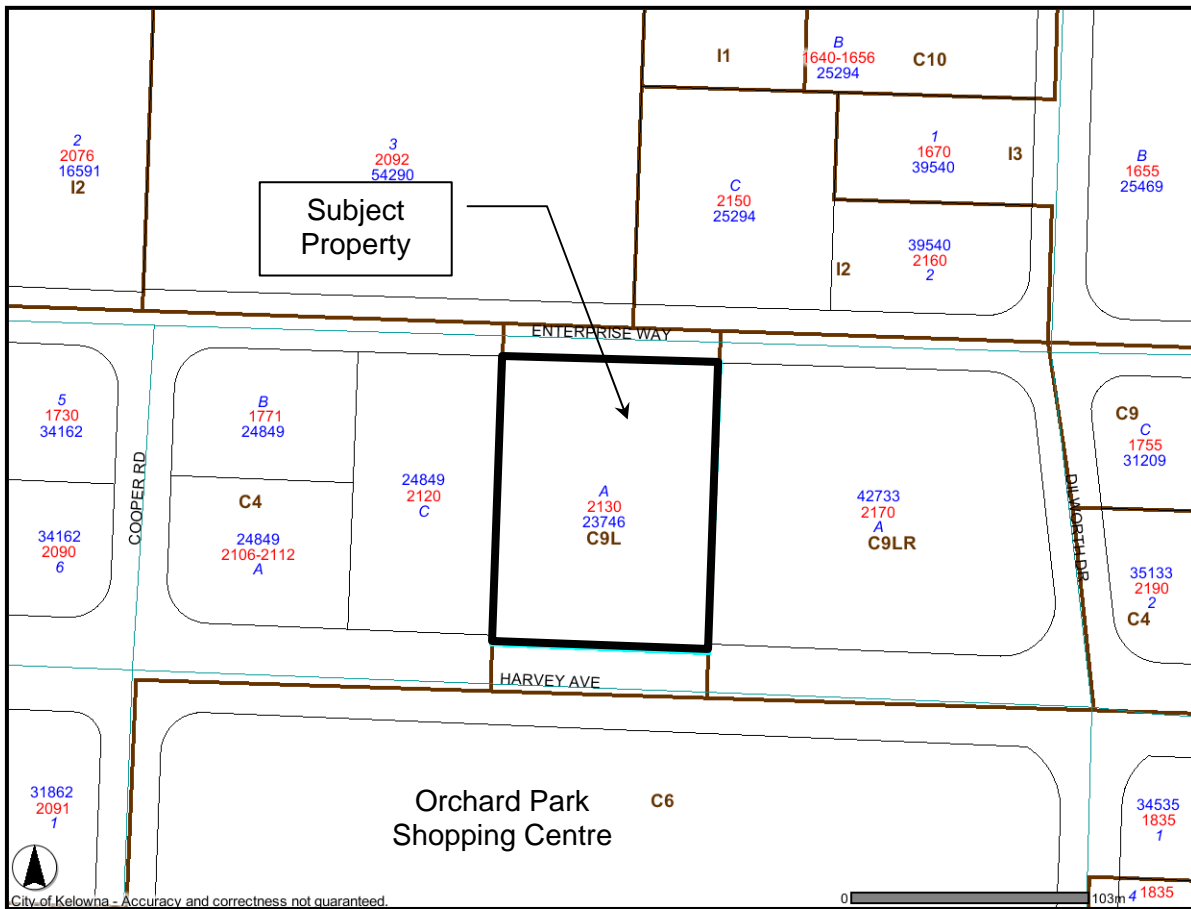 I1
B
1640-1656
25294
C10
2
2076
16591
I2
3
2092
54290
C
2150
25294
1
1670
39540
I3
B
1655
25469
Subject
Property
39540
2160
2
I2
ENTERPRISE WAY
5
1730
34162
B
1771
24849
C9
C
1755
31209
COOPER RD
24849
2120
C
A
2130
23746
C9L
42733
2170
A
C9LR
DILWORTH DR
C4
34162
2090
6
24849
2106-2112
A
35133
2190
2
C4
HARVEY AVE
31862
2091
1
Orchard Park
Shopping Centre
C6
34535
1835
1
City of Kelowna - Accuracy and correctness not guaranteed.
0
103m
4 1835